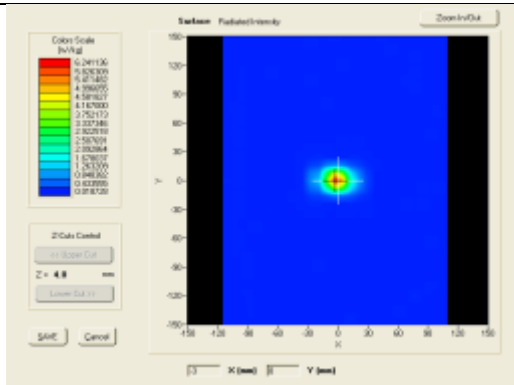 Surface Radiated Intensity
Zoom In/Out
Colors Scale
(W/Kg)
6.241136
5.826309
5.411482
4.996655
4.581827
4.167000
3.752173
3.337346
2.922518
2.507691
2.092864
1.678037
1.263209
0.848382
0.433555
0.018728
150
120
90
60
30
0
-30
-60
-90
-120
-150
Y
-150 -120 -90 -60 -30 0 30 60 90 120 150
X
Z Cuts Control
<< Upper Cut
Z = 4.0 mm
Lower Cut >>
SAVE Cancel
X (mm) Y (mm)